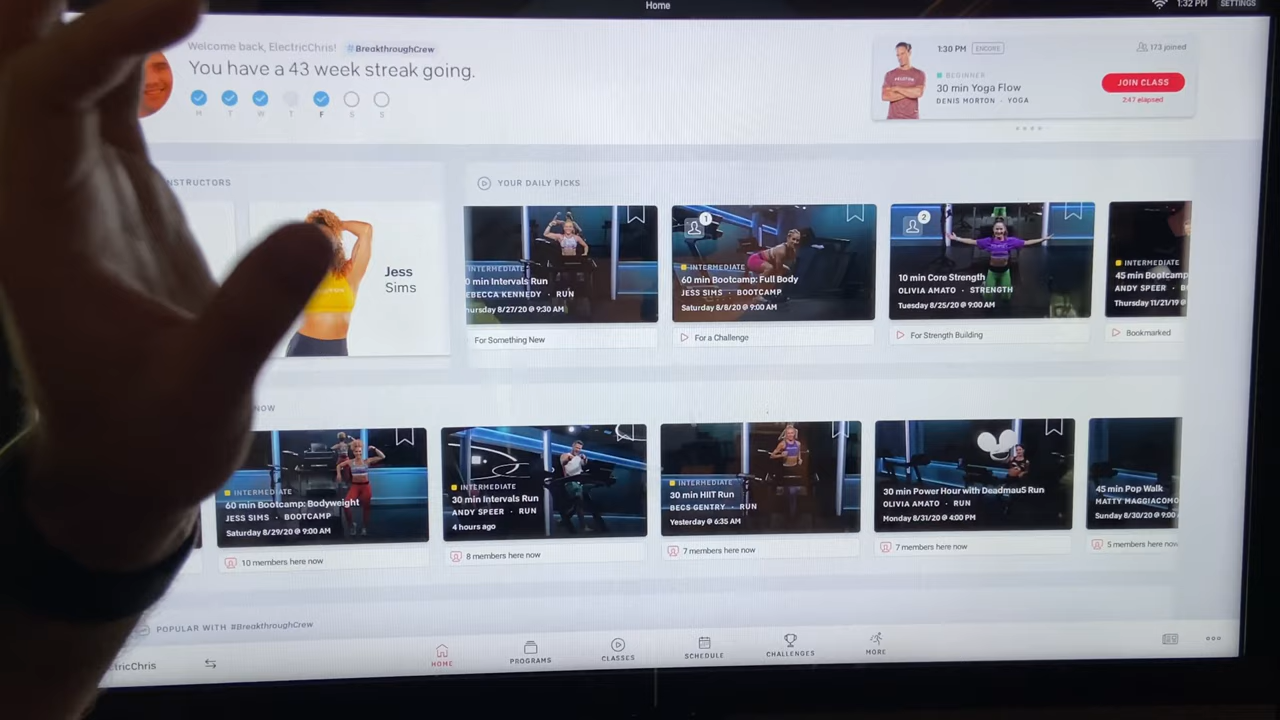 Home
1:32 PM SETTINGS
Welcome back, ElectricChris! #BreakthroughCrew
You have a 43 week streak going.
M T W T F S S
1:30 PM ENCORE 173 joined
BEGINNER
30 min Yoga Flow
DENIS MORTON · YOGA
JOIN CLASS
2:47 elapsed
NSTRUCTORS
Jess
Sims
YOUR DAILY PICKS
INTERMEDIATE
0 min Intervals Run
EBECCA KENNEDY · RUN
hursday 8/27/20 @ 9:30 AM
For Something New
1
INTERMEDIATE
60 min Bootcamp: Full Body
JESS SIMS · BOOTCAMP
Saturday 8/8/20 @ 9:00 AM
For a Challenge
2
10 min Core Strength
OLIVIA AMATO · STRENGTH
Tuesday 8/25/20 @ 9:00 AM
For Strength Building
INTERMEDIATE
45 min Bootcamp
ANDY SPEER · B
Thursday 11/21/19 @
Bookmarked
NOW
INTERMEDIATE
60 min Bootcamp: Bodyweight
JESS SIMS · BOOTCAMP
Saturday 8/29/20 @ 9:00 AM
10 members here now
INTERMEDIATE
30 min Intervals Run
ANDY SPEER · RUN
4 hours ago
8 members here now
INTERMEDIATE
30 min HIIT Run
BECS GENTRY · RUN
Yesterday @ 6:35 AM
7 members here now
30 min Power Hour with Deadmau5 Run
OLIVIA AMATO · RUN
Monday 8/31/20 @ 4:00 PM
7 members here now
45 min Pop Walk
MATTY MAGGIACOMO
Sunday 8/30/20 @ 9:00
5 members here now
POPULAR WITH #BreakthroughCrew
ctricChris
HOME
PROGRAMS
CLASSES
SCHEDULE
CHALLENGES
MORE